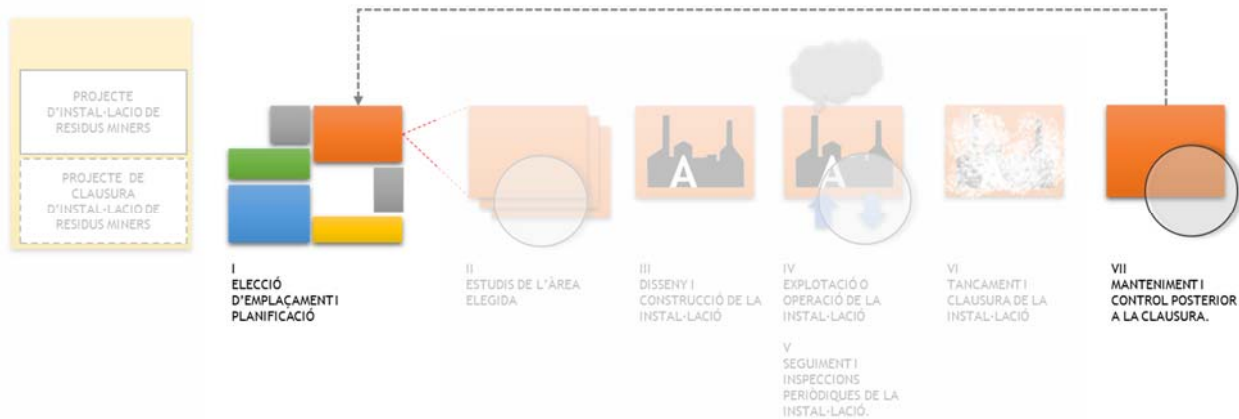 PROJECTE
D'INSTAL·LACIO DE
RESIDUS MINERS
PROJECTE DE
CLAUSURA
D'INSTAL·LACIO DE
RESIDUS MINERS
I
ELECCIÓ
D'EMPLAÇAMENT I
PLANIFICACIÓ
II
ESTUDIS DE L'ÀREA
ELEGIDA
A
III
DISSENY I
CONSTRUCCIÓ DE LA
INSTAL·LACIÓ
A
IV
EXPLOTACIÓ O
OPERACIÓ DE LA
INSTAL·LACIÓ
V
SEGUIMENT I
INSPECCIONS
PERIÒDIQUES DE LA
INSTAL·LACIÓ.
VI
TANCAMENT I
CLAUSURA DE LA
INSTAL·LACIÓ
VII
MANTENIMENT I
CONTROL POSTERIOR
A LA CLAUSURA.